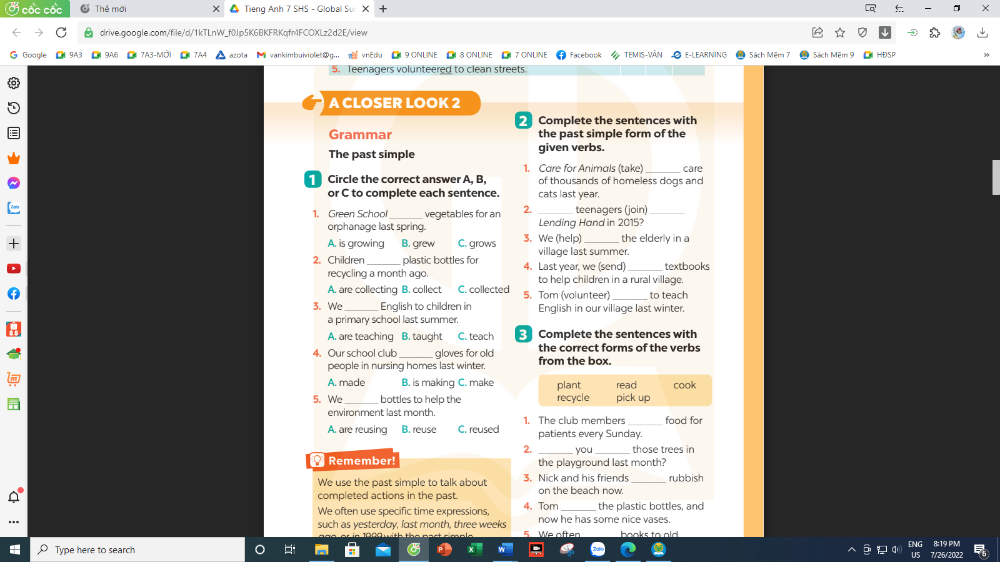 cốc cốc
Thẻ mới
Tieng Anh 7 SHS - Global Su
drive.google.com/file/d/1kTLnW_f0Jp5K6BKFRKqfr4FCOXLz2d2E/view
Google 9A3 9A6 7A3-MỚI 7A4 azota vankimbuiviolet@g... vnEdu 9 ONLINE 8 ONLINE 7 ONLINE Facebook TEMIS-VÂN E-LEARNING Sách Mềm 7 Sách Mềm 9 HĐSP »
5. Teenagers volunteered to clean streets.
A CLOSER LOOK 2
Grammar
The past simple
1 Circle the correct answer A, B,
or C to complete each sentence.
1. Green School ______ vegetables for an
orphanage last spring.
A. is growing B. grew C. grows
2. Children ______ plastic bottles for
recycling a month ago.
A. are collecting B. collect C. collected
3. We ______ English to children in
a primary school last summer.
A. are teaching B. taught C. teach
4. Our school club ______ gloves for old
people in nursing homes last winter.
A. made B. is making C. make
5. We ______ bottles to help the
environment last month.
A. are reusing B. reuse C. reused
Remember!
We use the past simple to talk about
completed actions in the past.
We often use specific time expressions,
such as yesterday, last month, three weeks
ago, or in 1999 with the past simple
2 Complete the sentences with
the past simple form of the
given verbs.
1. Care for Animals (take) ______ care
of thousands of homeless dogs and
cats last year.
2. ______ teenagers (join) ______
Lending Hand in 2015?
3. We (help) ______ the elderly in a
village last summer.
4. Last year, we (send) ______ textbooks
to help children in a rural village.
5. Tom (volunteer) ______ to teach
English in our village last winter.
3 Complete the sentences with
the correct forms of the verbs
from the box.
plant read cook
recycle pick up
1. The club members ______ food for
patients every Sunday.
2. ______ you ______ those trees in
the playground last month?
3. Nick and his friends ______ rubbish
on the beach now.
4. Tom ______ the plastic bottles, and
now he has some nice vases.
5. We often ______ books to old
Zalo
8.8
Type here to search
Zalo
ENG
US
8:19 PM
7/26/2022
6